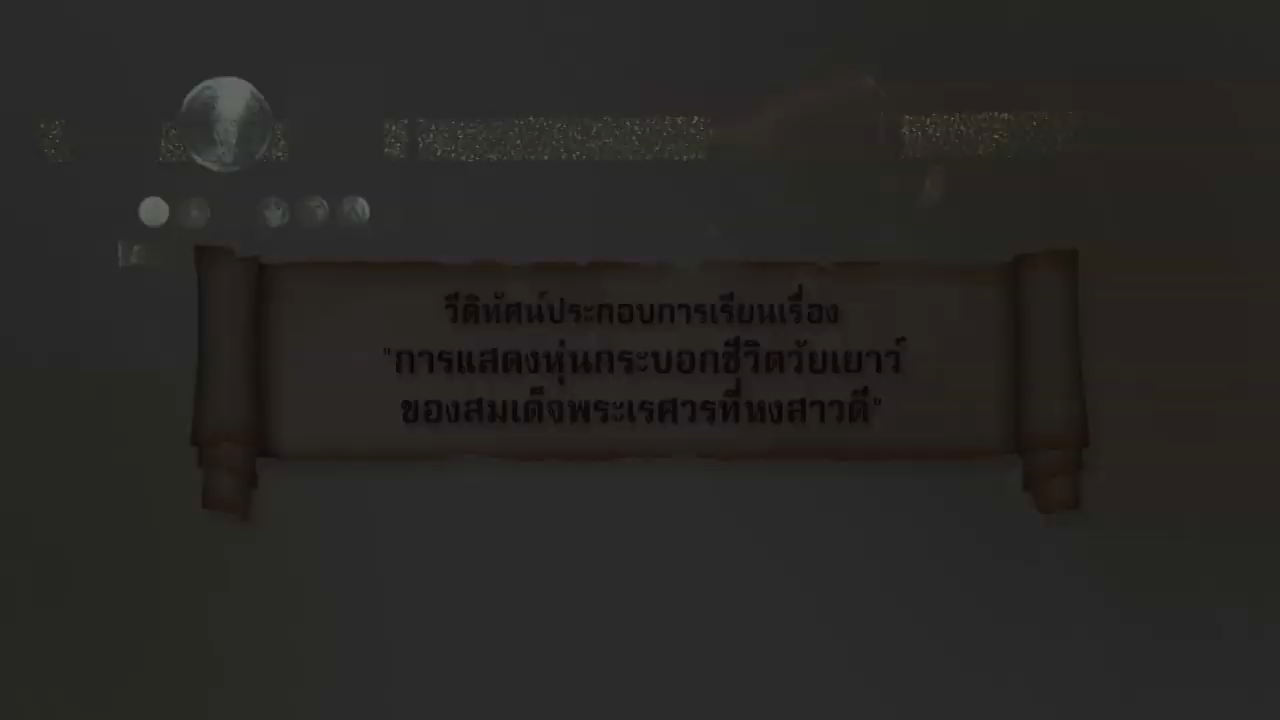 วีดิทัศน์ประกอบการเรียนเรื่อง
"การแสดงหุ่นกระบอกชีวิตวัยเยาว์
ของสมเด็จพระเรศวรที่หงสาวดี"